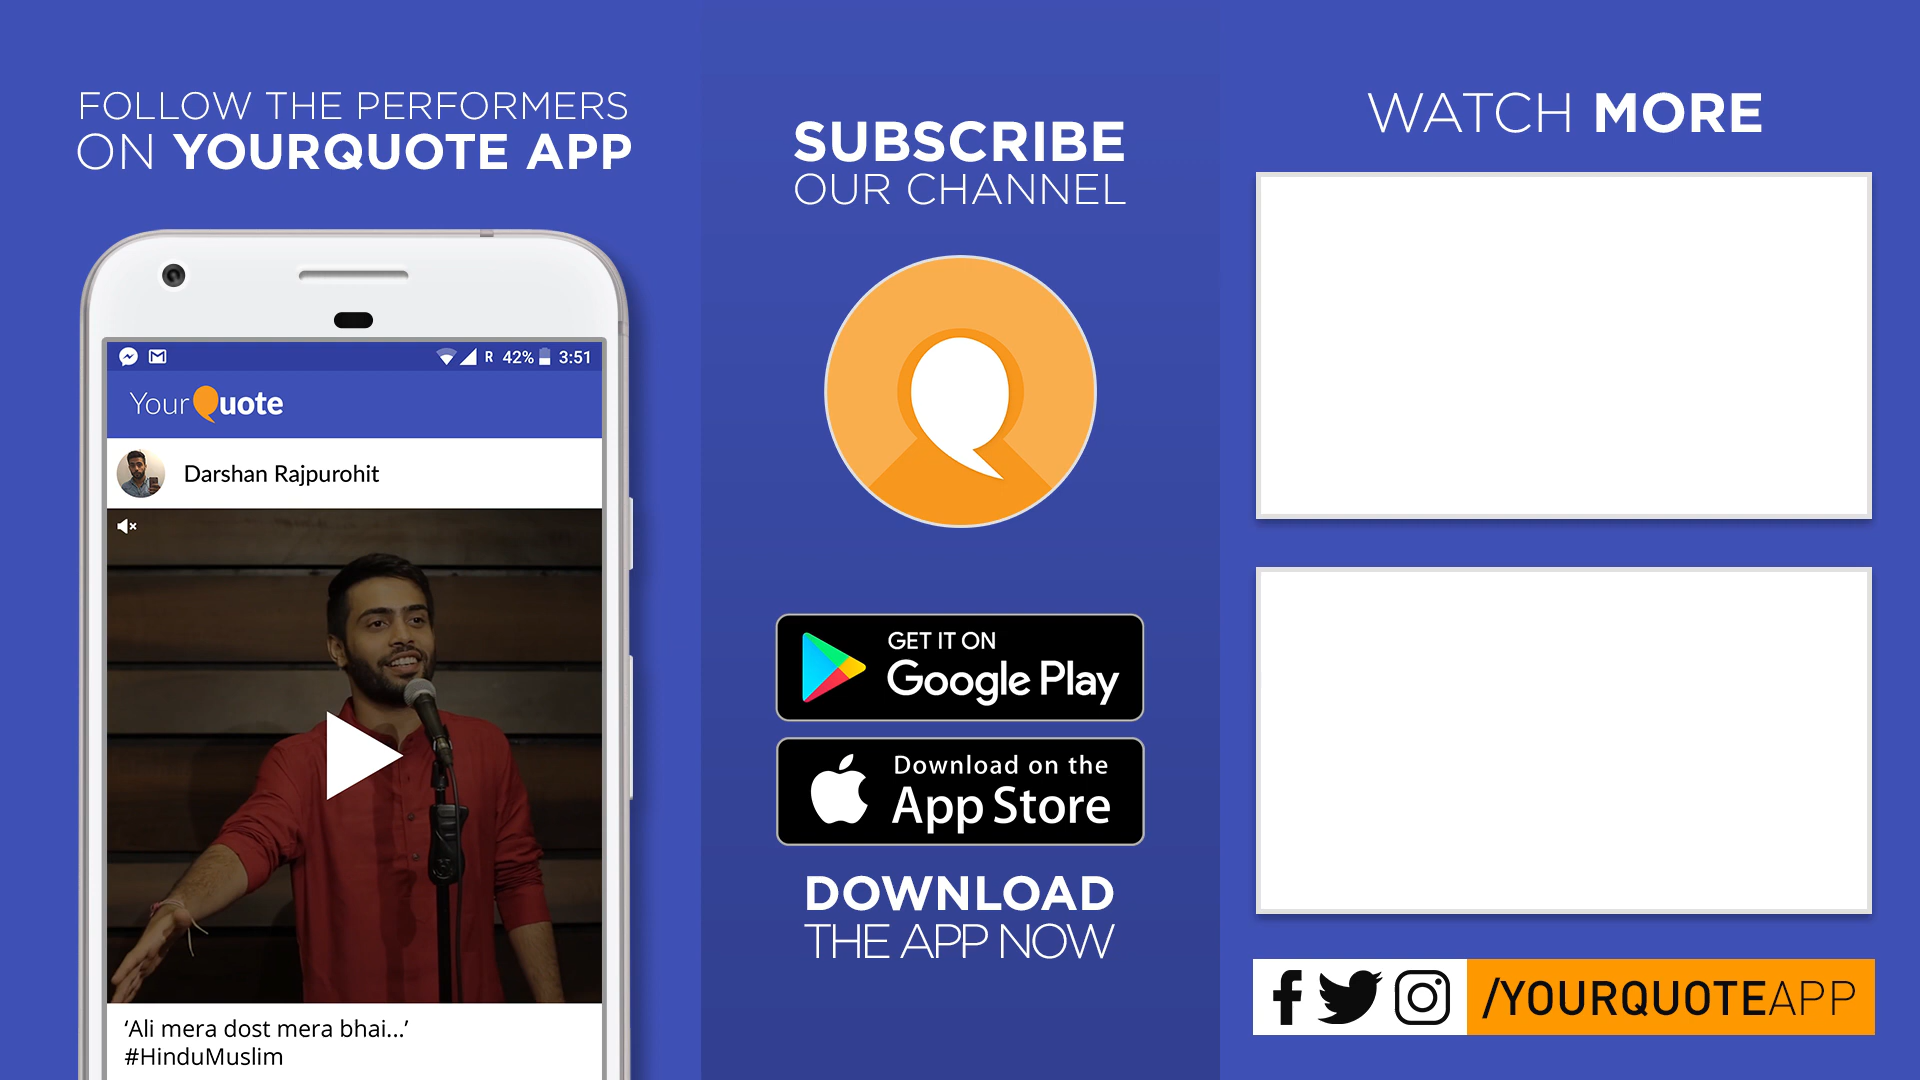 FOLLOW THE PERFORMERS
ON YOURQUOTE APP
R 42% 3:51
YourQuote
Darshan Rajpurohit
‘Ali mera dost mera bhai...’
#HinduMuslim
SUBSCRIBE
OUR CHANNEL
GET IT ON
Google Play
Download on the
App Store
DOWNLOAD
THE APP NOW
WATCH MORE
/YOURQUOTEAPP